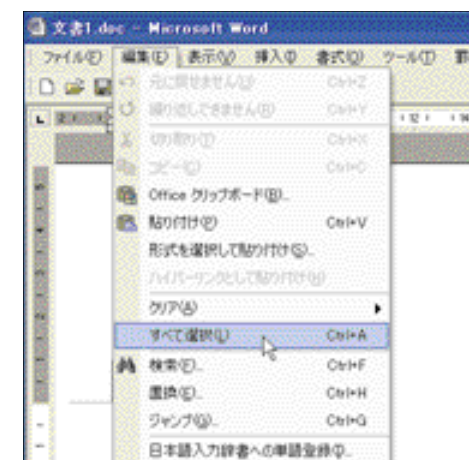 文書1.doc - Microsoft Word
ファイル(F) 編集(E) 表示(V) 挿入(I) 書式(O) ツール(T) 罫
元に戻せません(U) Ctrl+Z
繰り返しできません(R) Ctrl+Y
切り取り(T) Ctrl+X
コピー(C) Ctrl+C
Office クリップボード(B)...
貼り付け(P) Ctrl+V
形式を選択して貼り付け(S)...
ハイパーリンクとして貼り付け(H)
クリア(A)
すべて選択(L) Ctrl+A
検索(F)... Ctrl+F
置換(E)... Ctrl+H
ジャンプ(G)... Ctrl+G
日本語入力辞書への単語登録(D)...